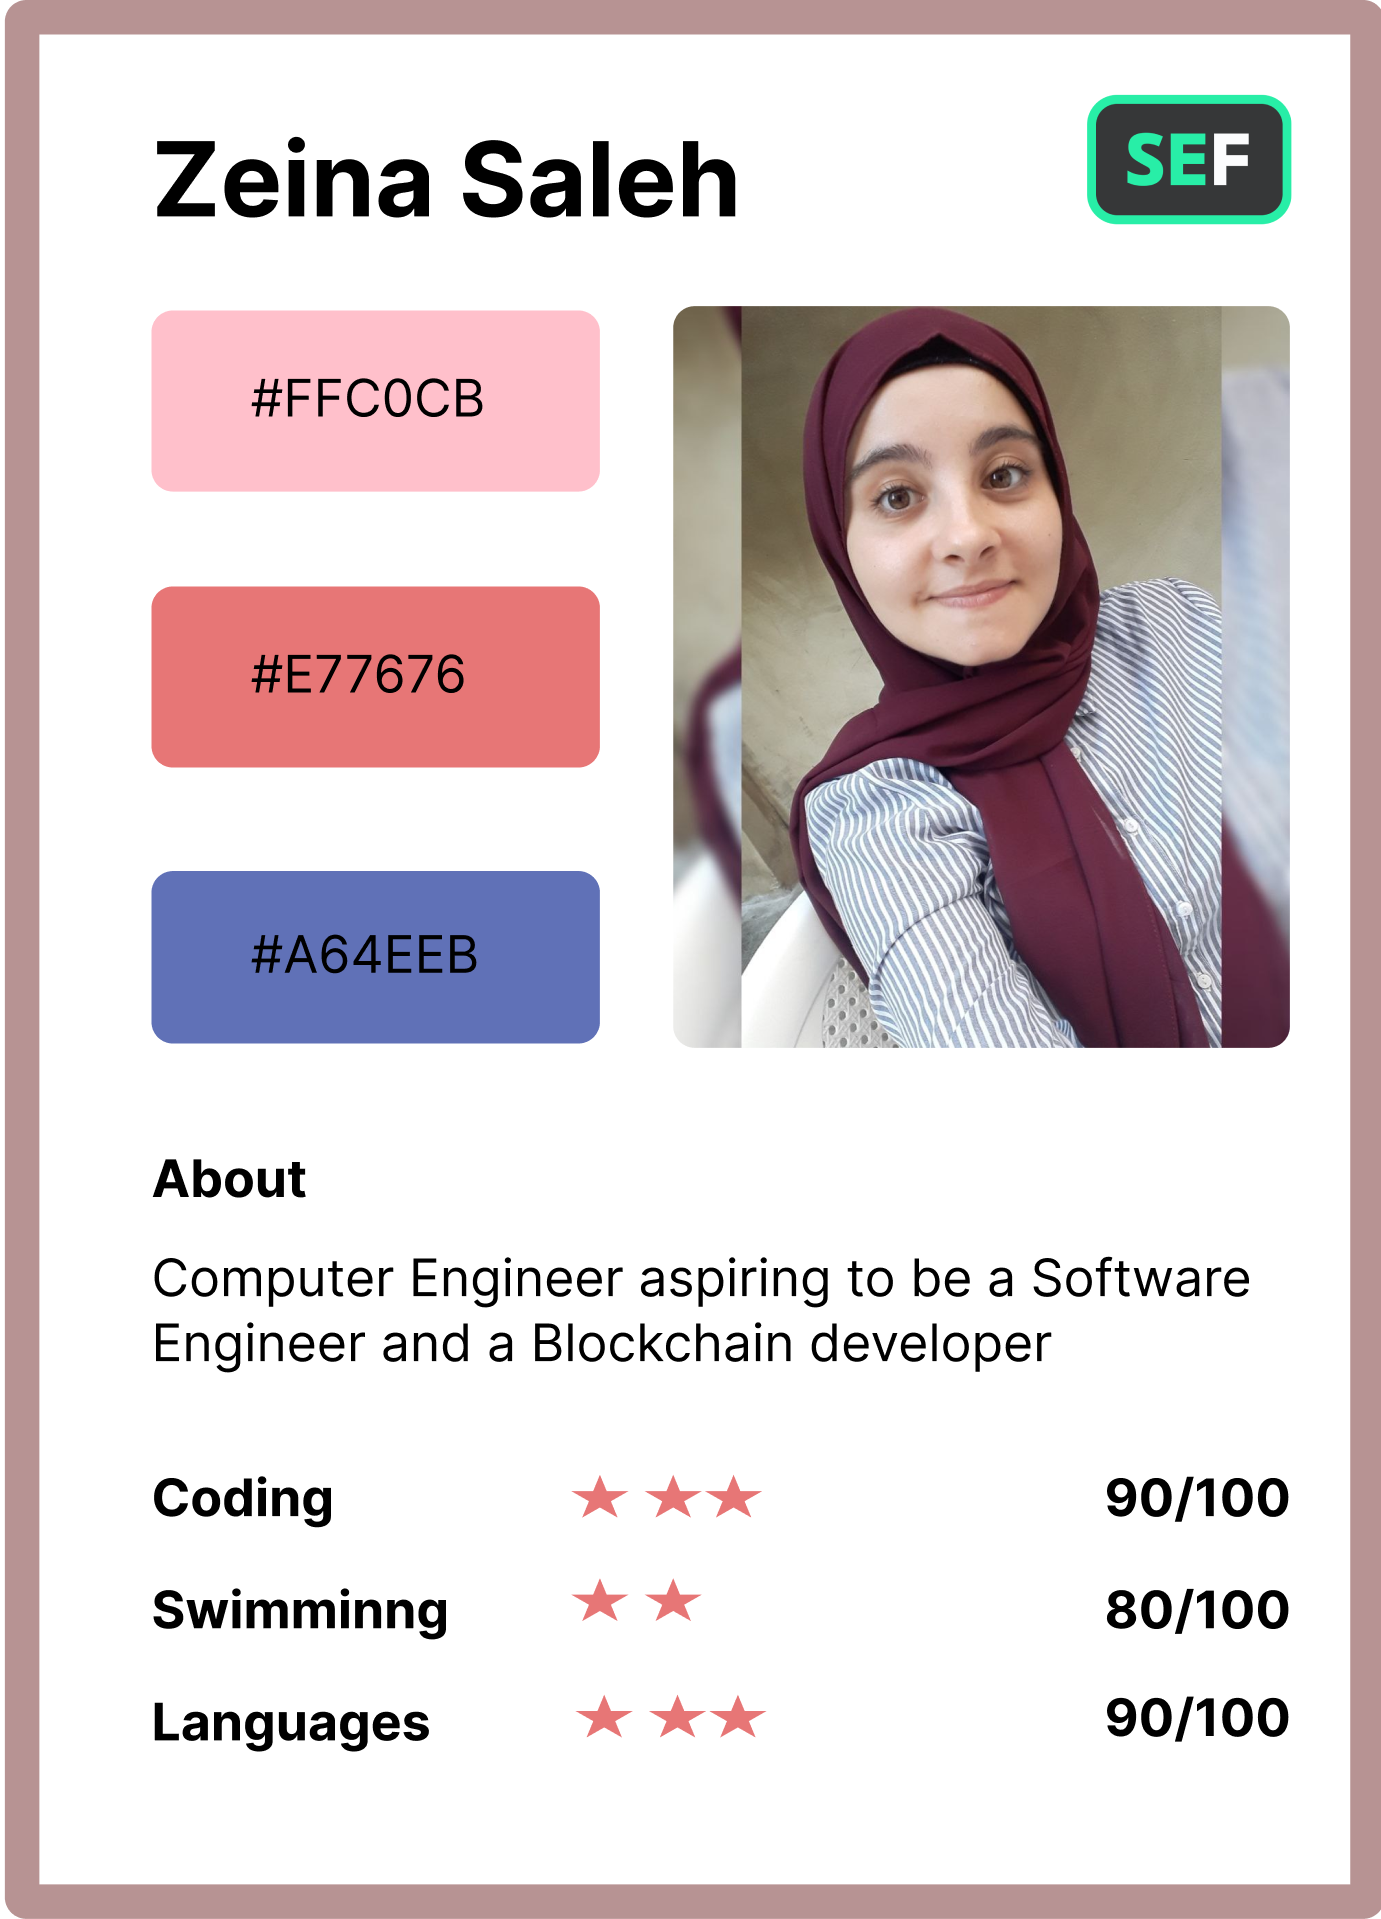 Zeina Saleh
SEF
#FFC0CB
#E77676
#A64EEB
About
Computer Engineer aspiring to be a Software
Engineer and a Blockchain developer
Coding 90/100
Swimminng 80/100
Languages 90/100